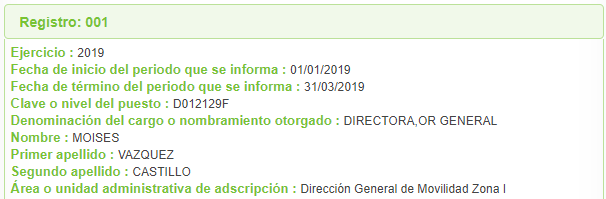 Registro: 001
Ejercicio : 2019
Fecha de inicio del periodo que se informa : 01/01/2019
Fecha de término del periodo que se informa : 31/03/2019
Clave o nivel del puesto : D012129F
Denominación del cargo o nombramiento otorgado : DIRECTORA,OR GENERAL
Nombre : MOISES
Primer apellido : VAZQUEZ
Segundo apellido : CASTILLO
Área o unidad administrativa de adscripción : Dirección General de Movilidad Zona I